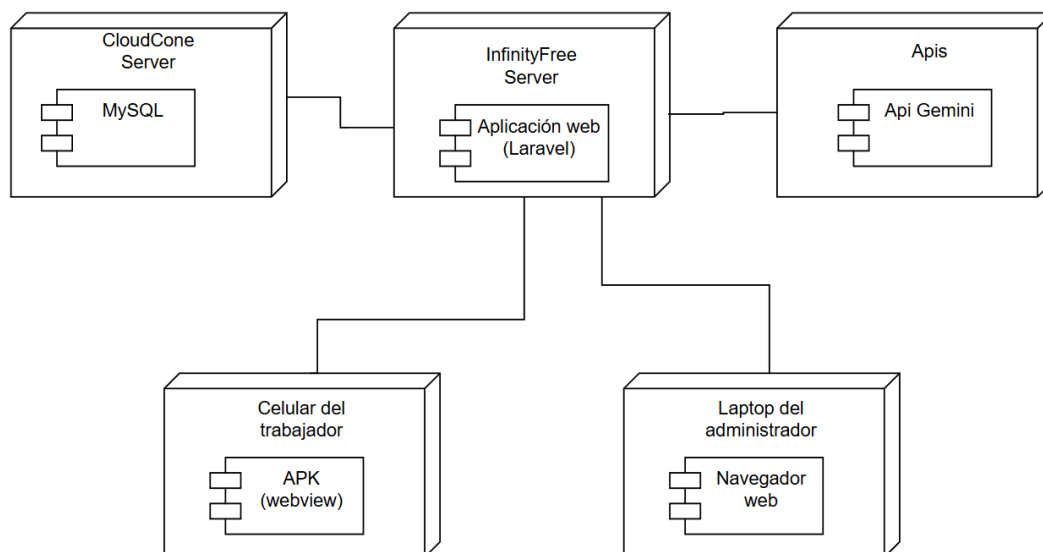 CloudCone
Server
MySQL
InfinityFree
Server
Aplicación web
(Laravel)
Apis
Api Gemini
Celular del
trabajador
APK
(webview)
Laptop del
administrador
Navegador
web